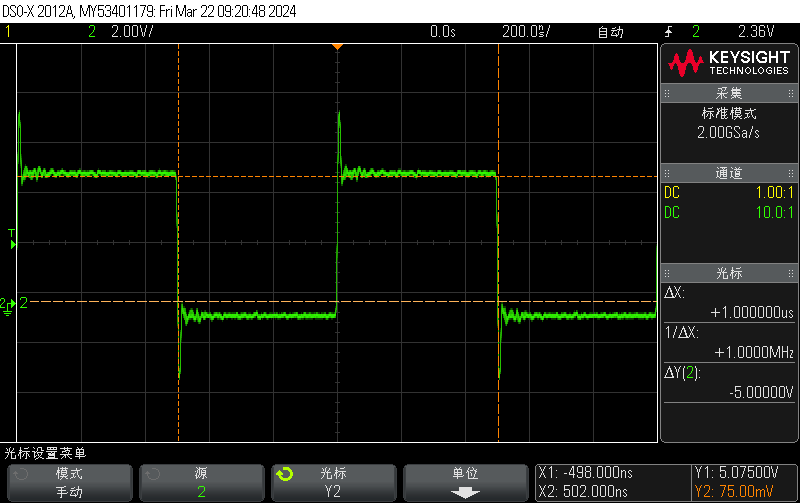 DSO-X 2012A, MY53401179: Fri Mar 22 09:20:48 2024
1 2 2.00V/ 0.0s 200.0ns/ 自动 2 2.36V
KEYSIGHT
TECHNOLOGIES
采集
标准模式
2.00GSa/s
通道
DC 1.00:1
DC 10.0:1
T
光标
ΔX:
+1.000000us
1/ΔX:
+1.0000MHz
ΔY(2):
-5.00000V
2 2
光标设置菜单
模式
手动
源
2
光标
Y2
单位
X1: -498.000ns
X2: 502.000ns
Y1: 5.07500V
Y2: 75.00mV